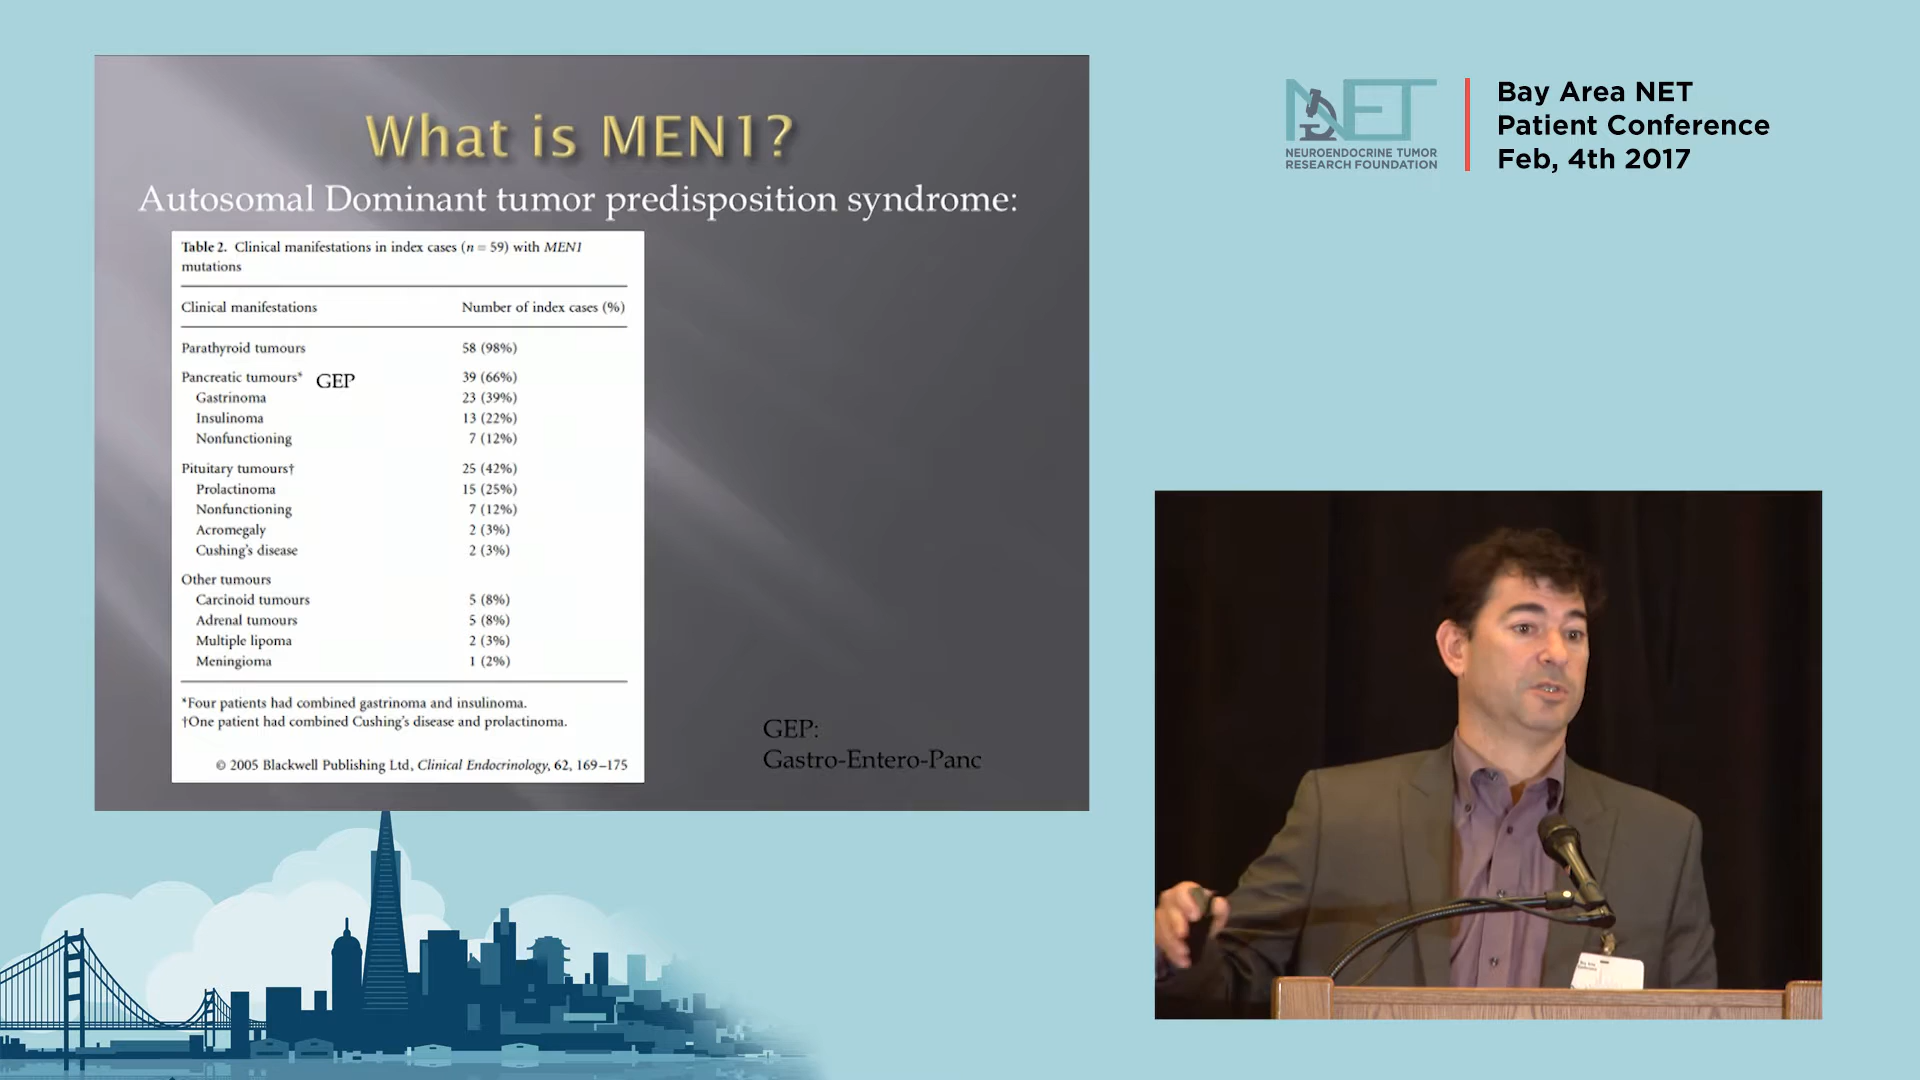 What is MEN1?
Autosomal Dominant tumor predisposition syndrome:
Table 2. Clinical manifestations in index cases (n = 59) with MEN1
mutations
Clinical manifestations Number of index cases (%)
Parathyroid tumours 58 (98%)
Pancreatic tumours* GEP 39 (66%)
Gastrinoma 23 (39%)
Insulinoma 13 (22%)
Nonfunctioning 7 (12%)
Pituitary tumours† 25 (42%)
Prolactinoma 15 (25%)
Nonfunctioning 7 (12%)
Acromegaly 2 (3%)
Cushing's disease 2 (3%)
Other tumours
Carcinoid tumours 5 (8%)
Adrenal tumours 5 (8%)
Multiple lipoma 2 (3%)
Meningioma 1 (2%)
*Four patients had combined gastrinoma and insulinoma.
†One patient had combined Cushing's disease and prolactinoma.
© 2005 Blackwell Publishing Ltd, Clinical Endocrinology, 62, 169–175
GEP:
Gastro-Entero-Panc
NET
NEUROENDOCRINE TUMOR
RESEARCH FOUNDATION
Bay Area NET
Patient Conference
Feb, 4th 2017